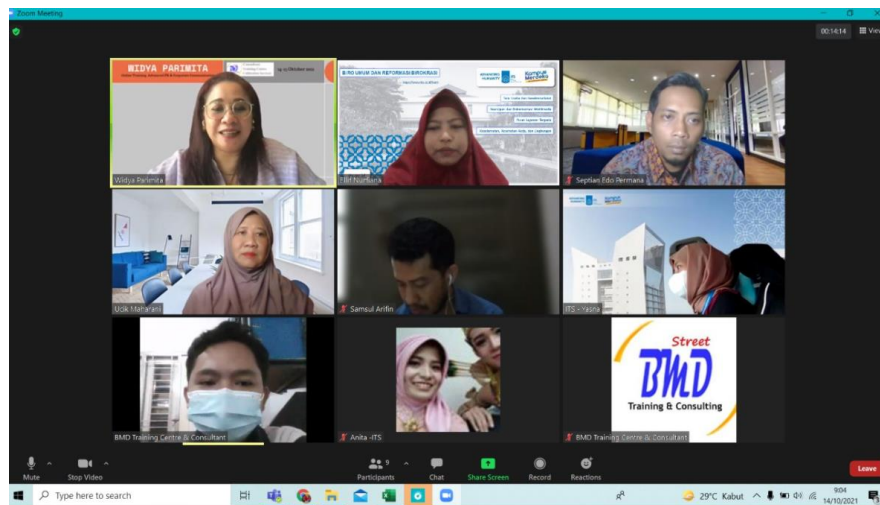 Zoom Meeting
00:14:14 View
WIDYA PARIMITA
BIRO UMUM DAN REFORMASI BIROKRASI
Kampus
Merdeka
Widya Parimita
Septian Edo Permana
Ucik Maharani
Samsul Arifin
ITS - Yasna
BMD Training Centre & Consultant
Anita -ITS
Street
BMD
Training & Consulting
BMD Training Centre & Consultant
Mute
Stop Video
9
Participants
Chat
Share Screen
Record
Reactions
Leave
Type here to search
29°C Kabut
9:04
14/10/2021